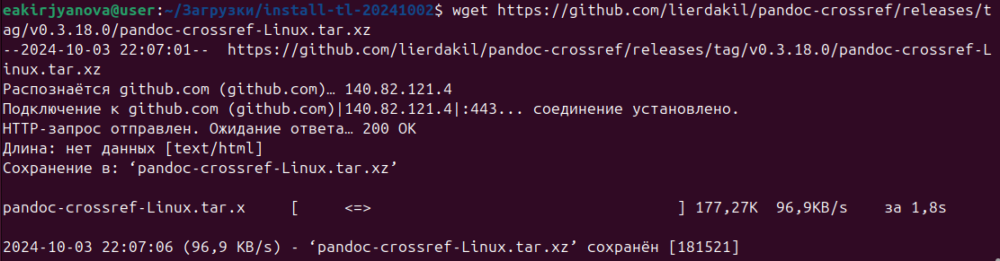 eakirjyanova@user:~/Загрузки/install-tl-20241002$ wget https://github.com/lierdakil/pandoc-crossref/releases/t
ag/v0.3.18.0/pandoc-crossref-Linux.tar.xz
--2024-10-03 22:07:01--  https://github.com/lierdakil/pandoc-crossref/releases/tag/v0.3.18.0/pandoc-crossref-L
inux.tar.xz
Распознаётся github.com (github.com)… 140.82.121.4
Подключение к github.com (github.com)|140.82.121.4|:443... соединение установлено.
HTTP-запрос отправлен. Ожидание ответа… 200 OK
Длина: нет данных [text/html]
Сохранение в: ‘pandoc-crossref-Linux.tar.xz’
pandoc-crossref-Linux.tar.x     [     <=>                                  ] 177,27K  96,9KB/s    за 1,8s
2024-10-03 22:07:06 (96,9 KB/s) - ‘pandoc-crossref-Linux.tar.xz’ сохранён [181521]